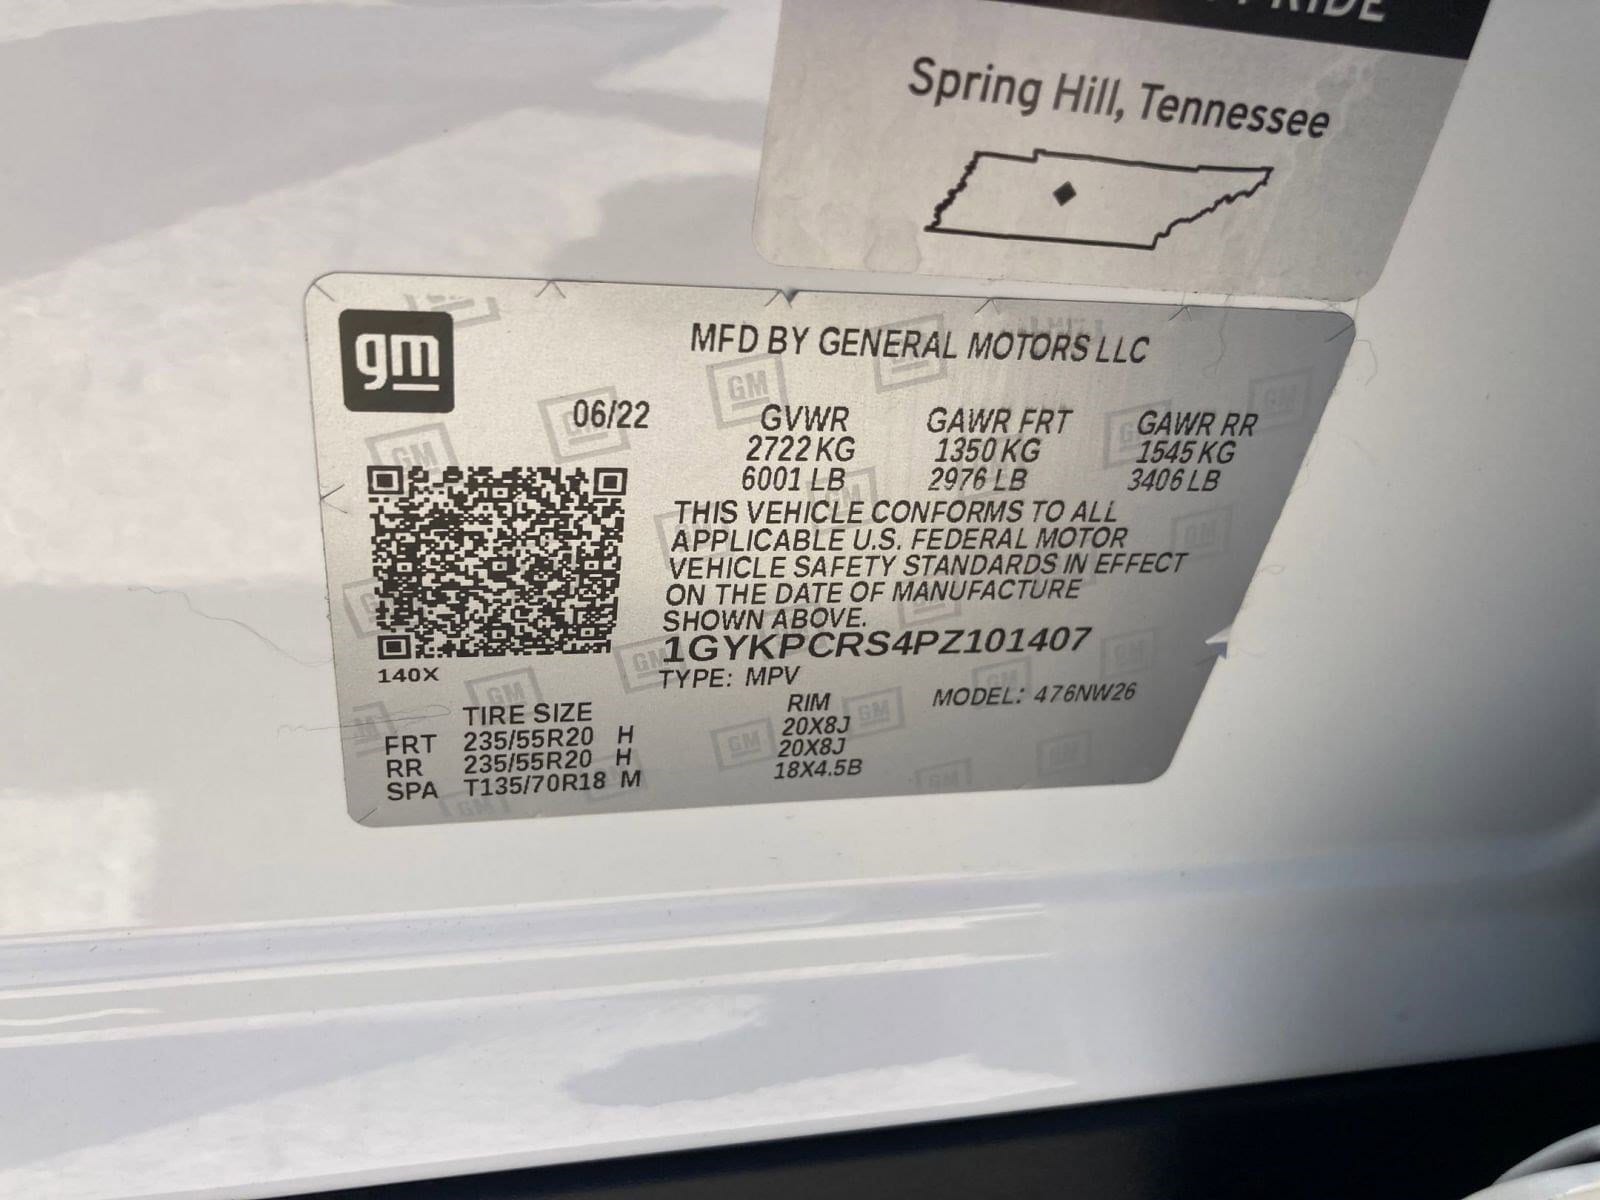 RIDE
Spring Hill, Tennessee
gm
MFD BY GENERAL MOTORS LLC
06/22
GVWR GAWR FRT GAWR RR
2722 KG 1350 KG 1545 KG
6001 LB 2976 LB 3406 LB
THIS VEHICLE CONFORMS TO ALL
APPLICABLE U.S. FEDERAL MOTOR
VEHICLE SAFETY STANDARDS IN EFFECT
ON THE DATE OF MANUFACTURE
SHOWN ABOVE.
1GYKPCRS4PZ101407
140X
TYPE: MPV
MODEL: 476NW26
TIRE SIZE RIM
FRT 235/55R20 H 20X8J
RR 235/55R20 H 20X8J
SPA T135/70R18 M 18X4.5B